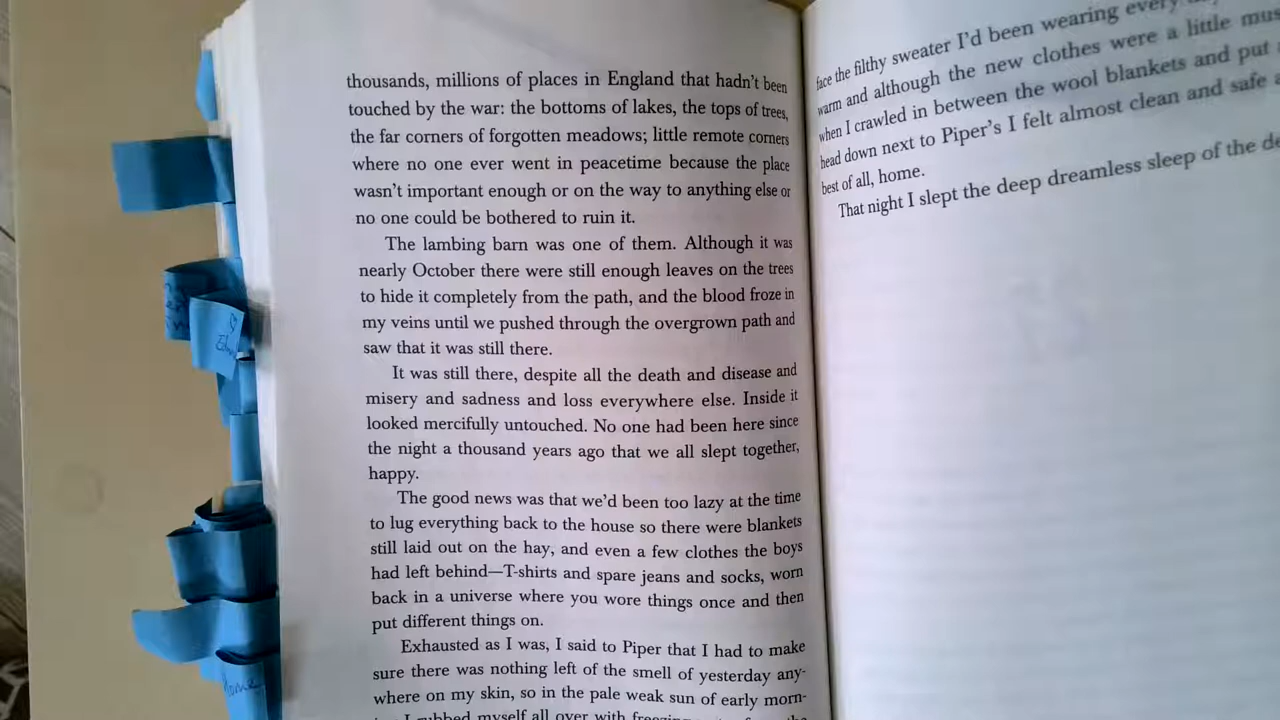 thousands, millions of places in England that hadn't been
touched by the war: the bottoms of lakes, the tops of trees,
the far corners of forgotten meadows; little remote corners
where no one ever went in peacetime because the place
wasn't important enough or on the way to anything else or
no one could be bothered to ruin it.
The lambing barn was one of them. Although it was
nearly October there were still enough leaves on the trees
to hide it completely from the path, and the blood froze in
my veins until we pushed through the overgrown path and
saw that it was still there.
It was still there, despite all the death and disease and
misery and sadness and loss everywhere else. Inside it
looked mercifully untouched. No one had been here since
the night a thousand years ago that we all slept together,
happy.
The good news was that we'd been too lazy at the time
to lug everything back to the house so there were blankets
still laid out on the hay, and even a few clothes the boys
had left behind—T-shirts and spare jeans and socks, worn
back in a universe where you wore things once and then
put different things on.
Exhausted as I was, I said to Piper that I had to make
sure there was nothing left of the smell of yesterday any-
where on my skin, so in the pale weak sun of early morn-
I rubbed myself all over with
face the filthy sweater I'd been wearing every
warm and although the new clothes were a little
when I crawled in between the wool blankets and put
head down next to Piper's I felt almost clean and safe
best of all, home.
That night I slept the deep dreamless sleep of the